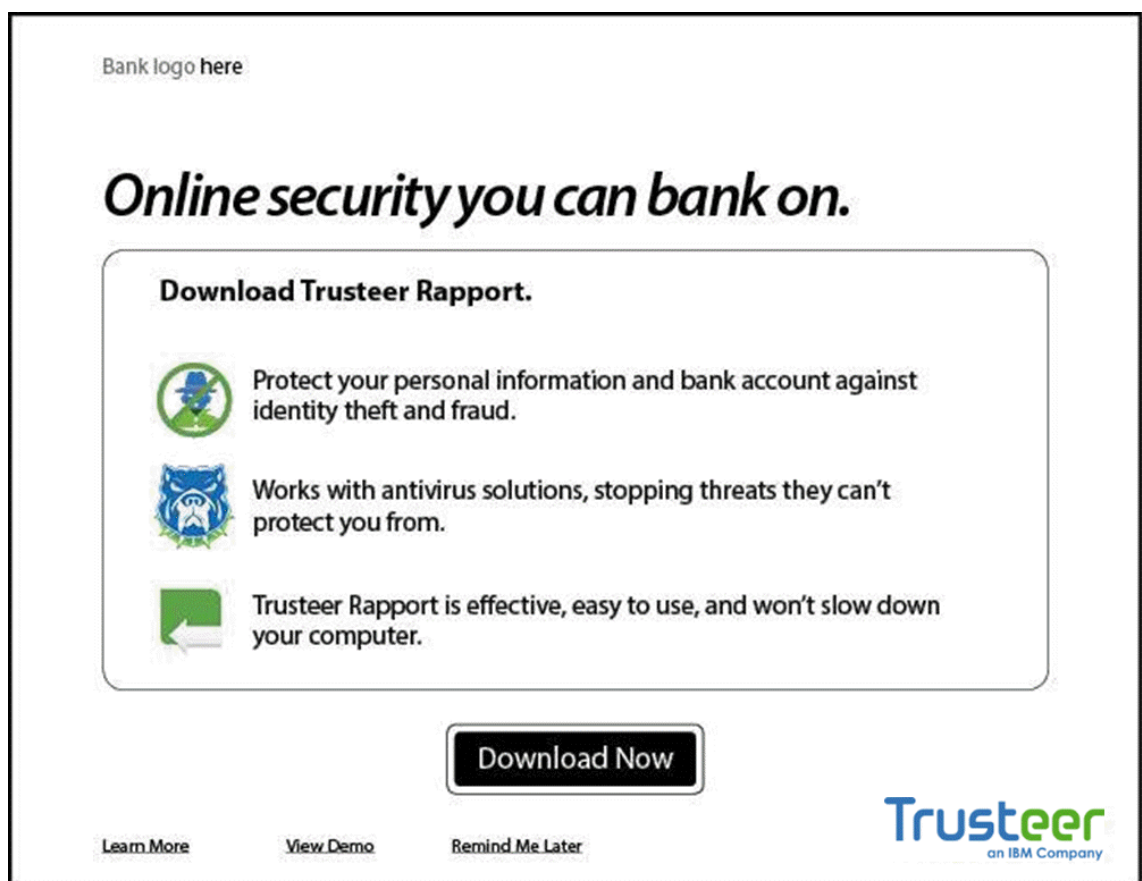 Bank logo here
Online security you can bank on.
Download Trusteer Rapport.
Protect your personal information and bank account against
identity theft and fraud.
Works with antivirus solutions, stopping threats they can't
protect you from.
Trusteer Rapport is effective, easy to use, and won't slow down
your computer.
Download Now
Learn More View Demo Remind Me Later
Trusteer
an IBM Company